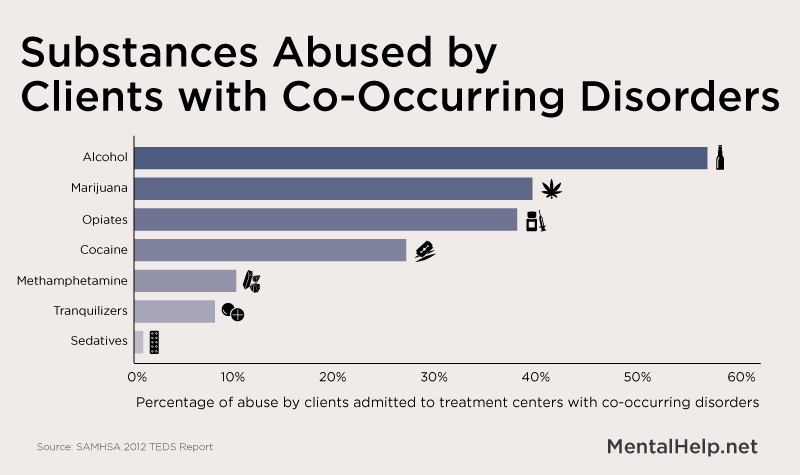 Substances Abused by
Clients with Co-Occurring Disorders
Alcohol
Marijuana
Opiates
Cocaine
Methamphetamine
Tranquilizers
Sedatives
0% 10% 20% 30% 40% 50% 60%
Percentage of abuse by clients admitted to treatment centers with co-occurring disorders
Source: SAMHSA 2012 TEDS Report
MentalHelp.net